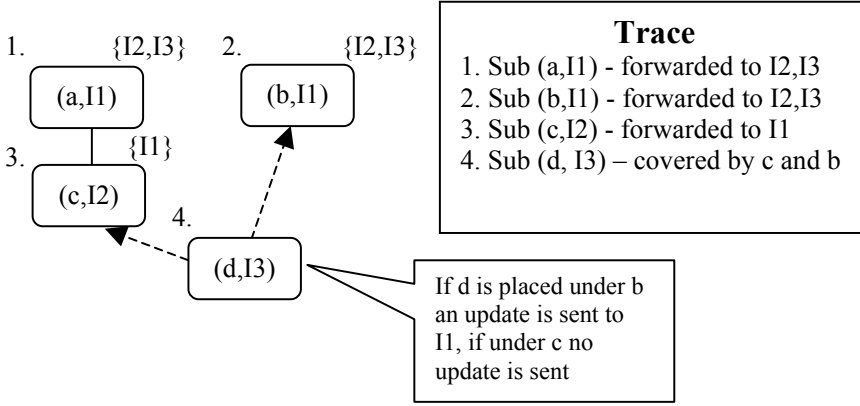 1.
{I2,I3}
(a,I1)
2.
{I2,I3}
(b,I1)
3.
{I1}
(c,I2)
4.
(d,I3)
Trace
1. Sub (a,I1) - forwarded to I2,I3
2. Sub (b,I1) - forwarded to I2,I3
3. Sub (c,I2) - forwarded to I1
4. Sub (d, I3) – covered by c and b
If d is placed under b
an update is sent to
I1, if under c no
update is sent